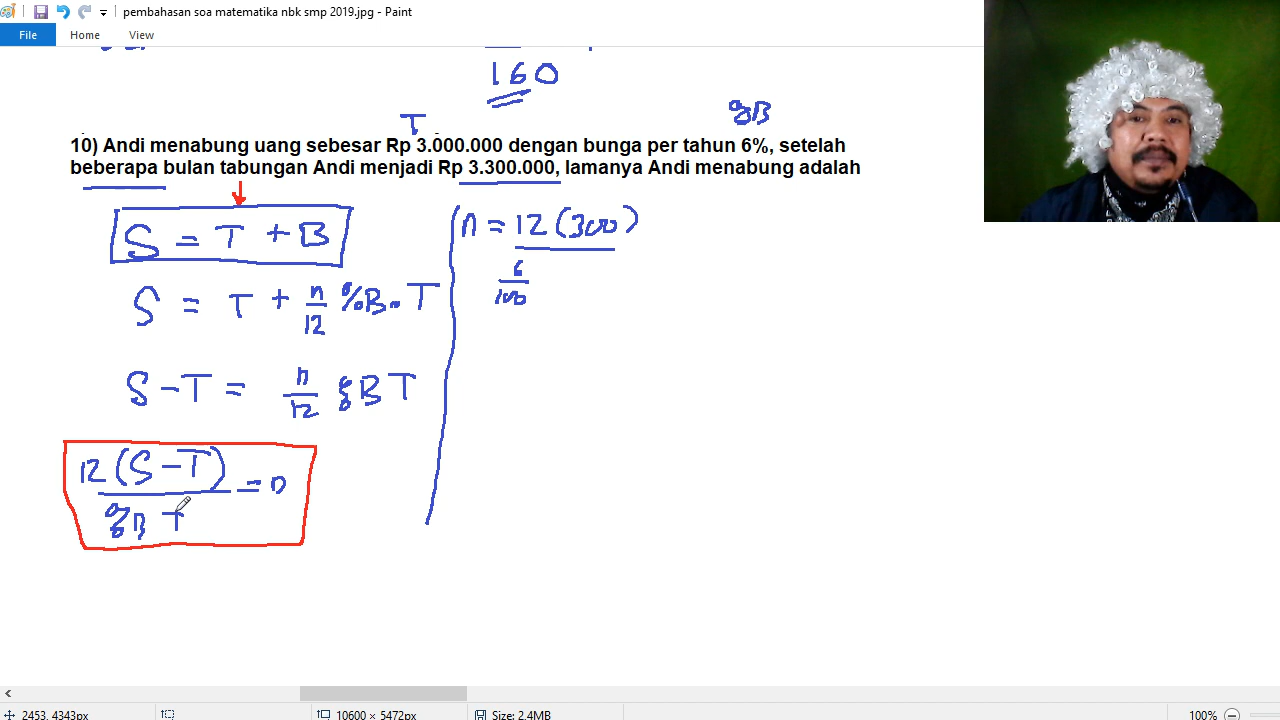 pembahasan soa matematika nbk smp 2019.jpg - Paint
File Home View
160
T %B
10) Andi menabung uang sebesar Rp 3.000.000 dengan bunga per tahun 6%, setelah
beberapa bulan tabungan Andi menjadi Rp 3.300.000, lamanya Andi menabung adalah
S = T + B
S = T + n/12 %B . T
S - T = n/12 %B T
12 (S - T) / %B T = n
n = 12 (300)
6/100
2453, 4343px
10600 × 5472px
Size: 2.4MB
100%